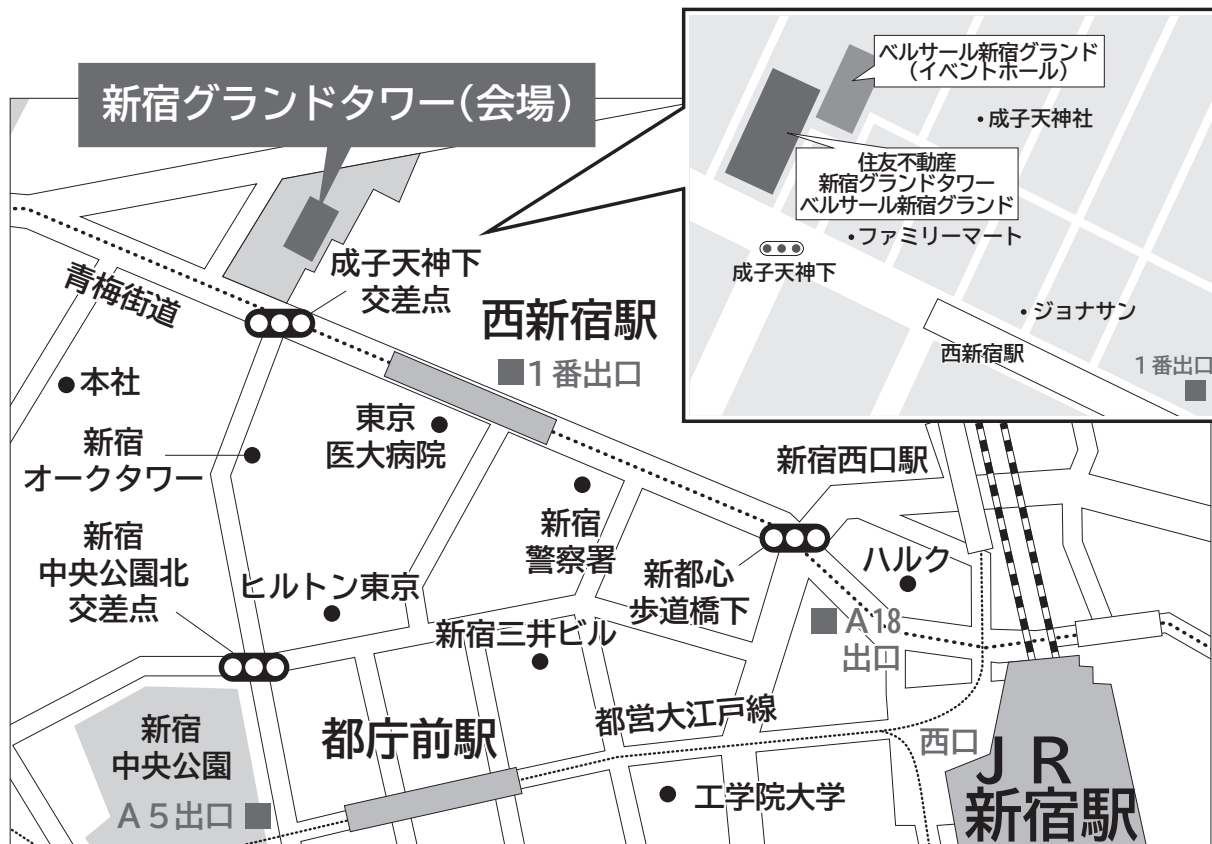 新宿グランドタワー(会場)
ベルサール新宿グランド
(イベントホール)
・成子天神社
住友不動産
新宿グランドタワー
ベルサール新宿グランド
・ファミリーマート
成子天神下
・ジョナサン
西新宿駅
1番出口
成子天神下
交差点
青梅街道
西新宿駅
■1番出口
●本社
東京
医大病院
新宿
オークタワー
新宿西口駅
新宿
警察署
新宿
中央公園北
交差点
ヒルトン東京
新都心
歩道橋下
ハルク
■A18
出口
新宿三井ビル
都営大江戸線
新宿
中央公園
都庁前駅
西口
JR
新宿駅
A5出口■
●工学院大学